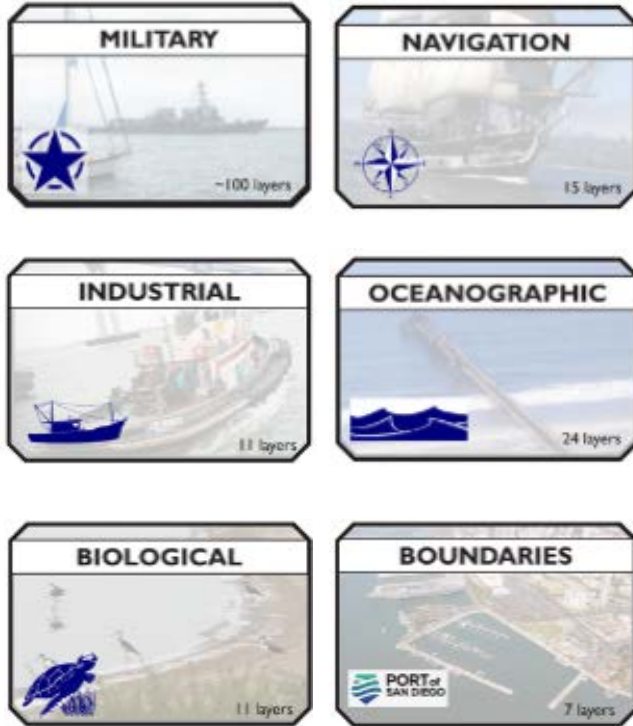 MILITARY
~100 layers
NAVIGATION
15 layers
INDUSTRIAL
11 layers
OCEANOGRAPHIC
24 layers
BIOLOGICAL
11 layers
BOUNDARIES
PORT of
SAN DIEGO
7 layers